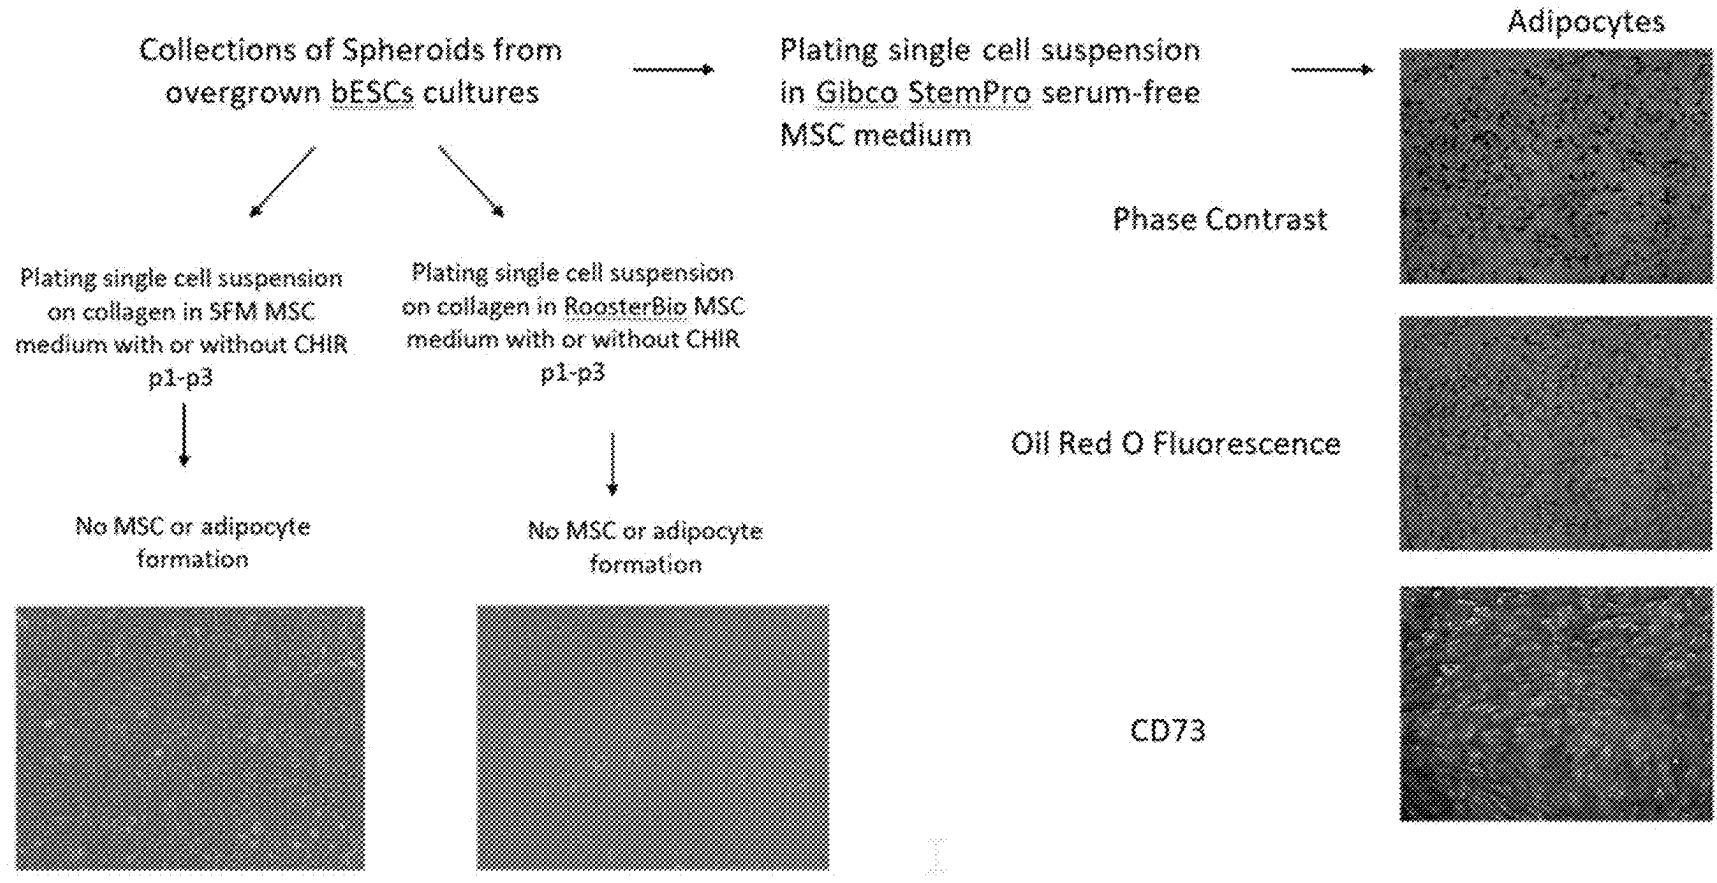 Collections of Spheroids from
overgrown bESCs cultures
Plating single cell suspension
in Gibco StemPro serum-free
MSC medium
Adipocytes
Phase Contrast
Plating single cell suspension
on collagen in SFM MSC
medium with or without CHIR
p1-p3
Plating single cell suspension
on collagen in RoosterBio MSC
medium with or without CHIR
p1-p3
Oil Red O Fluorescence
No MSC or adipocyte
formation
No MSC or adipocyte
formation
CD73